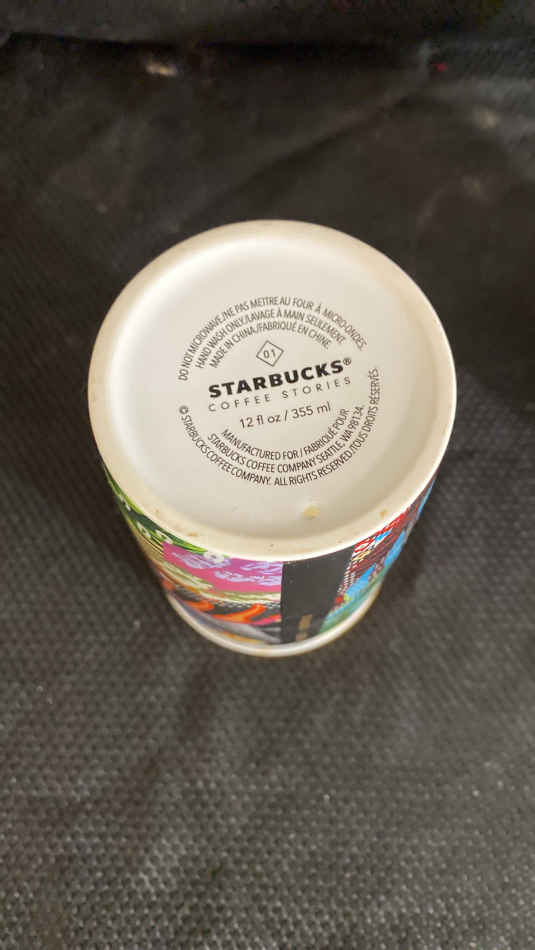 DO NOT MICROWAVE./NE PAS METTRE AU FOUR À MICRO-ONDES.
HAND WASH ONLY./LAVAGE À MAIN SEULEMENT.
MADE IN CHINA./FABRIQUÉ EN CHINE.
01
STARBUCKS®
COFFEE STORIES
12 fl oz / 355 ml
MANUFACTURED FOR / FABRIQUÉ POUR
STARBUCKS COFFEE COMPANY SEATTLE, WA 98134.
© STARBUCKS COFFEE COMPANY. ALL RIGHTS RESERVED./TOUS DROITS RÉSERVÉS.